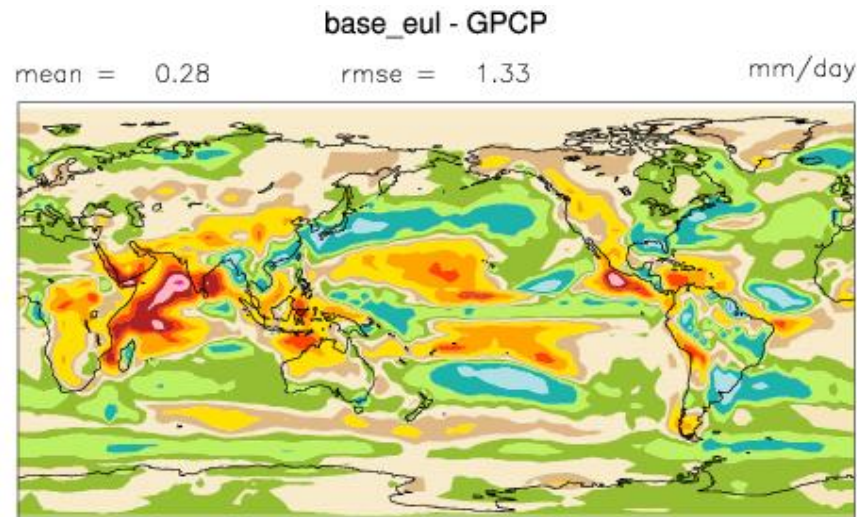 base_eul - GPCP
mean = 0.28 rmse = 1.33 mm/day